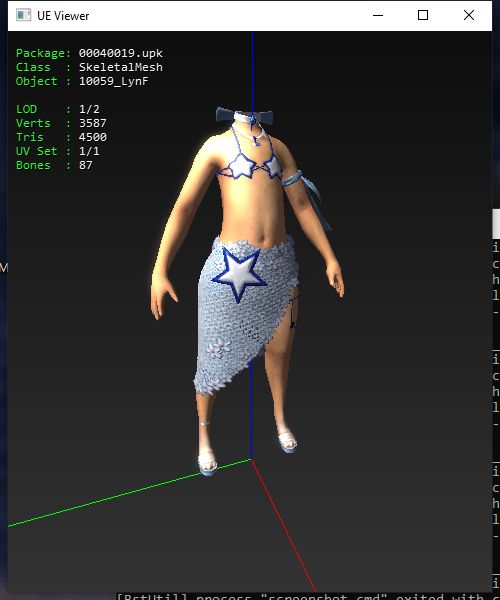 UE Viewer
Package: 00040019.upk
Class  : SkeletalMesh
Object : 10059_LynF
LOD    : 1/2
Verts  : 3587
Tris   : 4500
UV Set : 1/1
Bones  : 87
M
i
c
h
l
-
i
c
h
l
-
i
c
h
l
-
i
[BstUtil] process "screenshot.cmd" exited with c